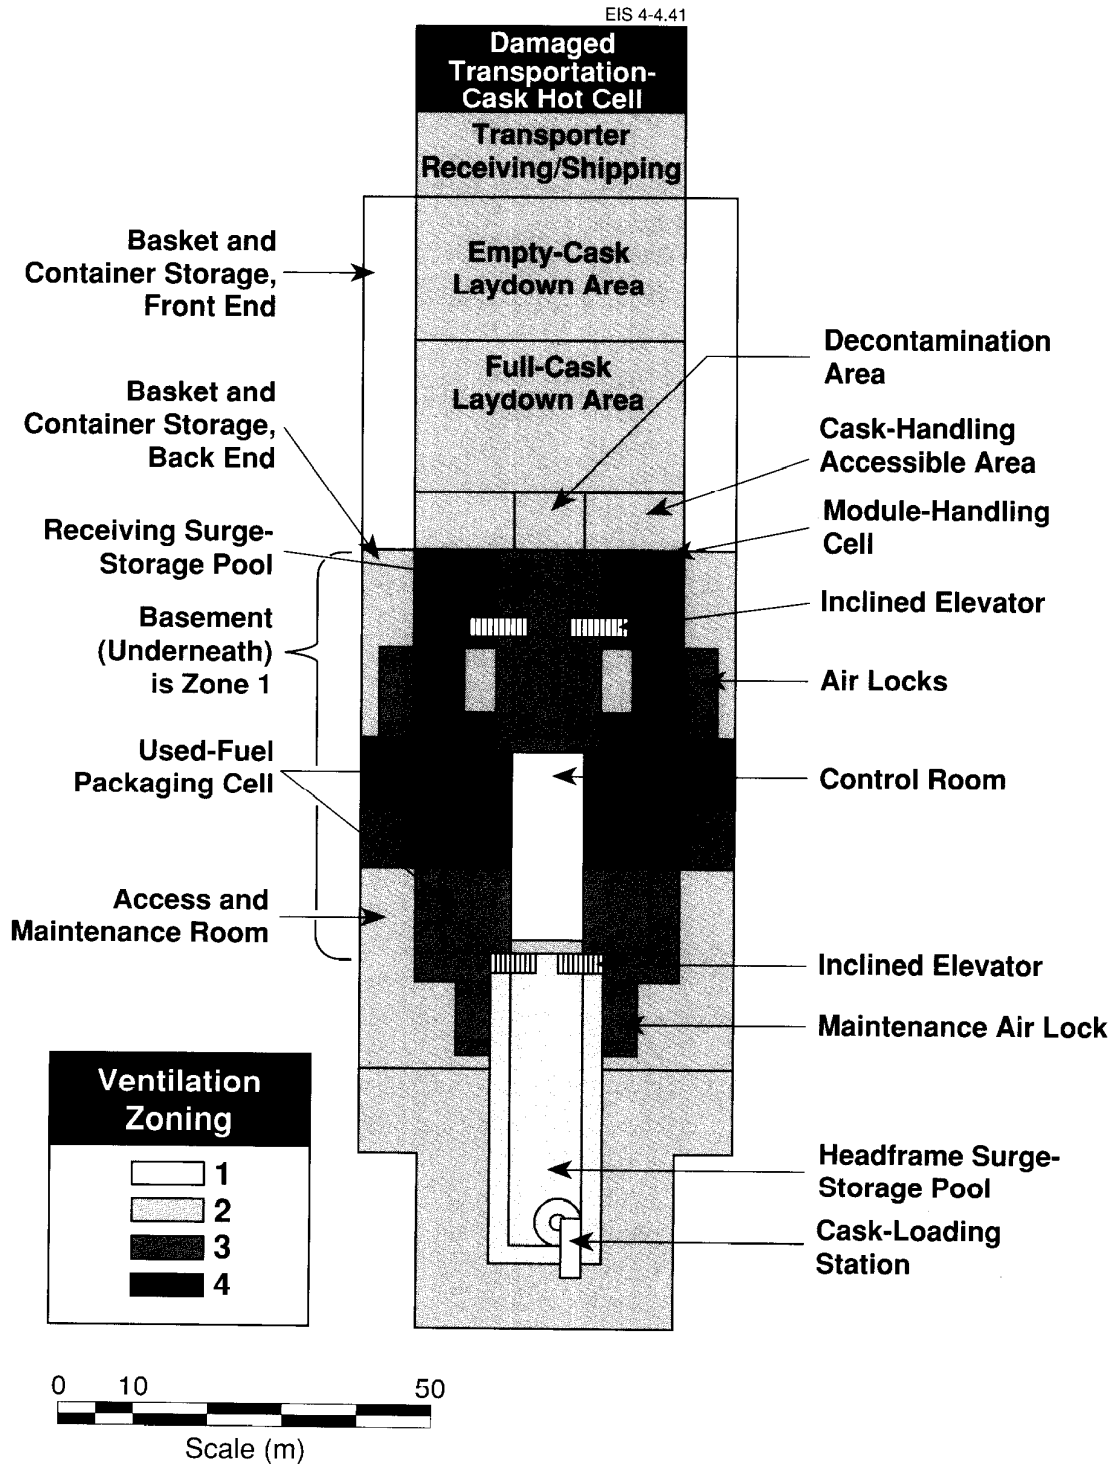 EIS 4-4.41
Damaged
Transportation-
Cask Hot Cell
Transporter
Receiving/Shipping
Empty-Cask
Laydown Area
Full-Cask
Laydown Area
Basket and
Container Storage,
Front End
Basket and
Container Storage,
Back End
Receiving Surge-
Storage Pool
Basement
(Underneath)
is Zone 1
Used-Fuel
Packaging Cell
Access and
Maintenance Room
Decontamination
Area
Cask-Handling
Accessible Area
Module-Handling
Cell
Inclined Elevator
Air Locks
Control Room
Inclined Elevator
Maintenance Air Lock
Headframe Surge-
Storage Pool
Cask-Loading
Station
Ventilation
Zoning
1
2
3
4
0 10 50
Scale (m)